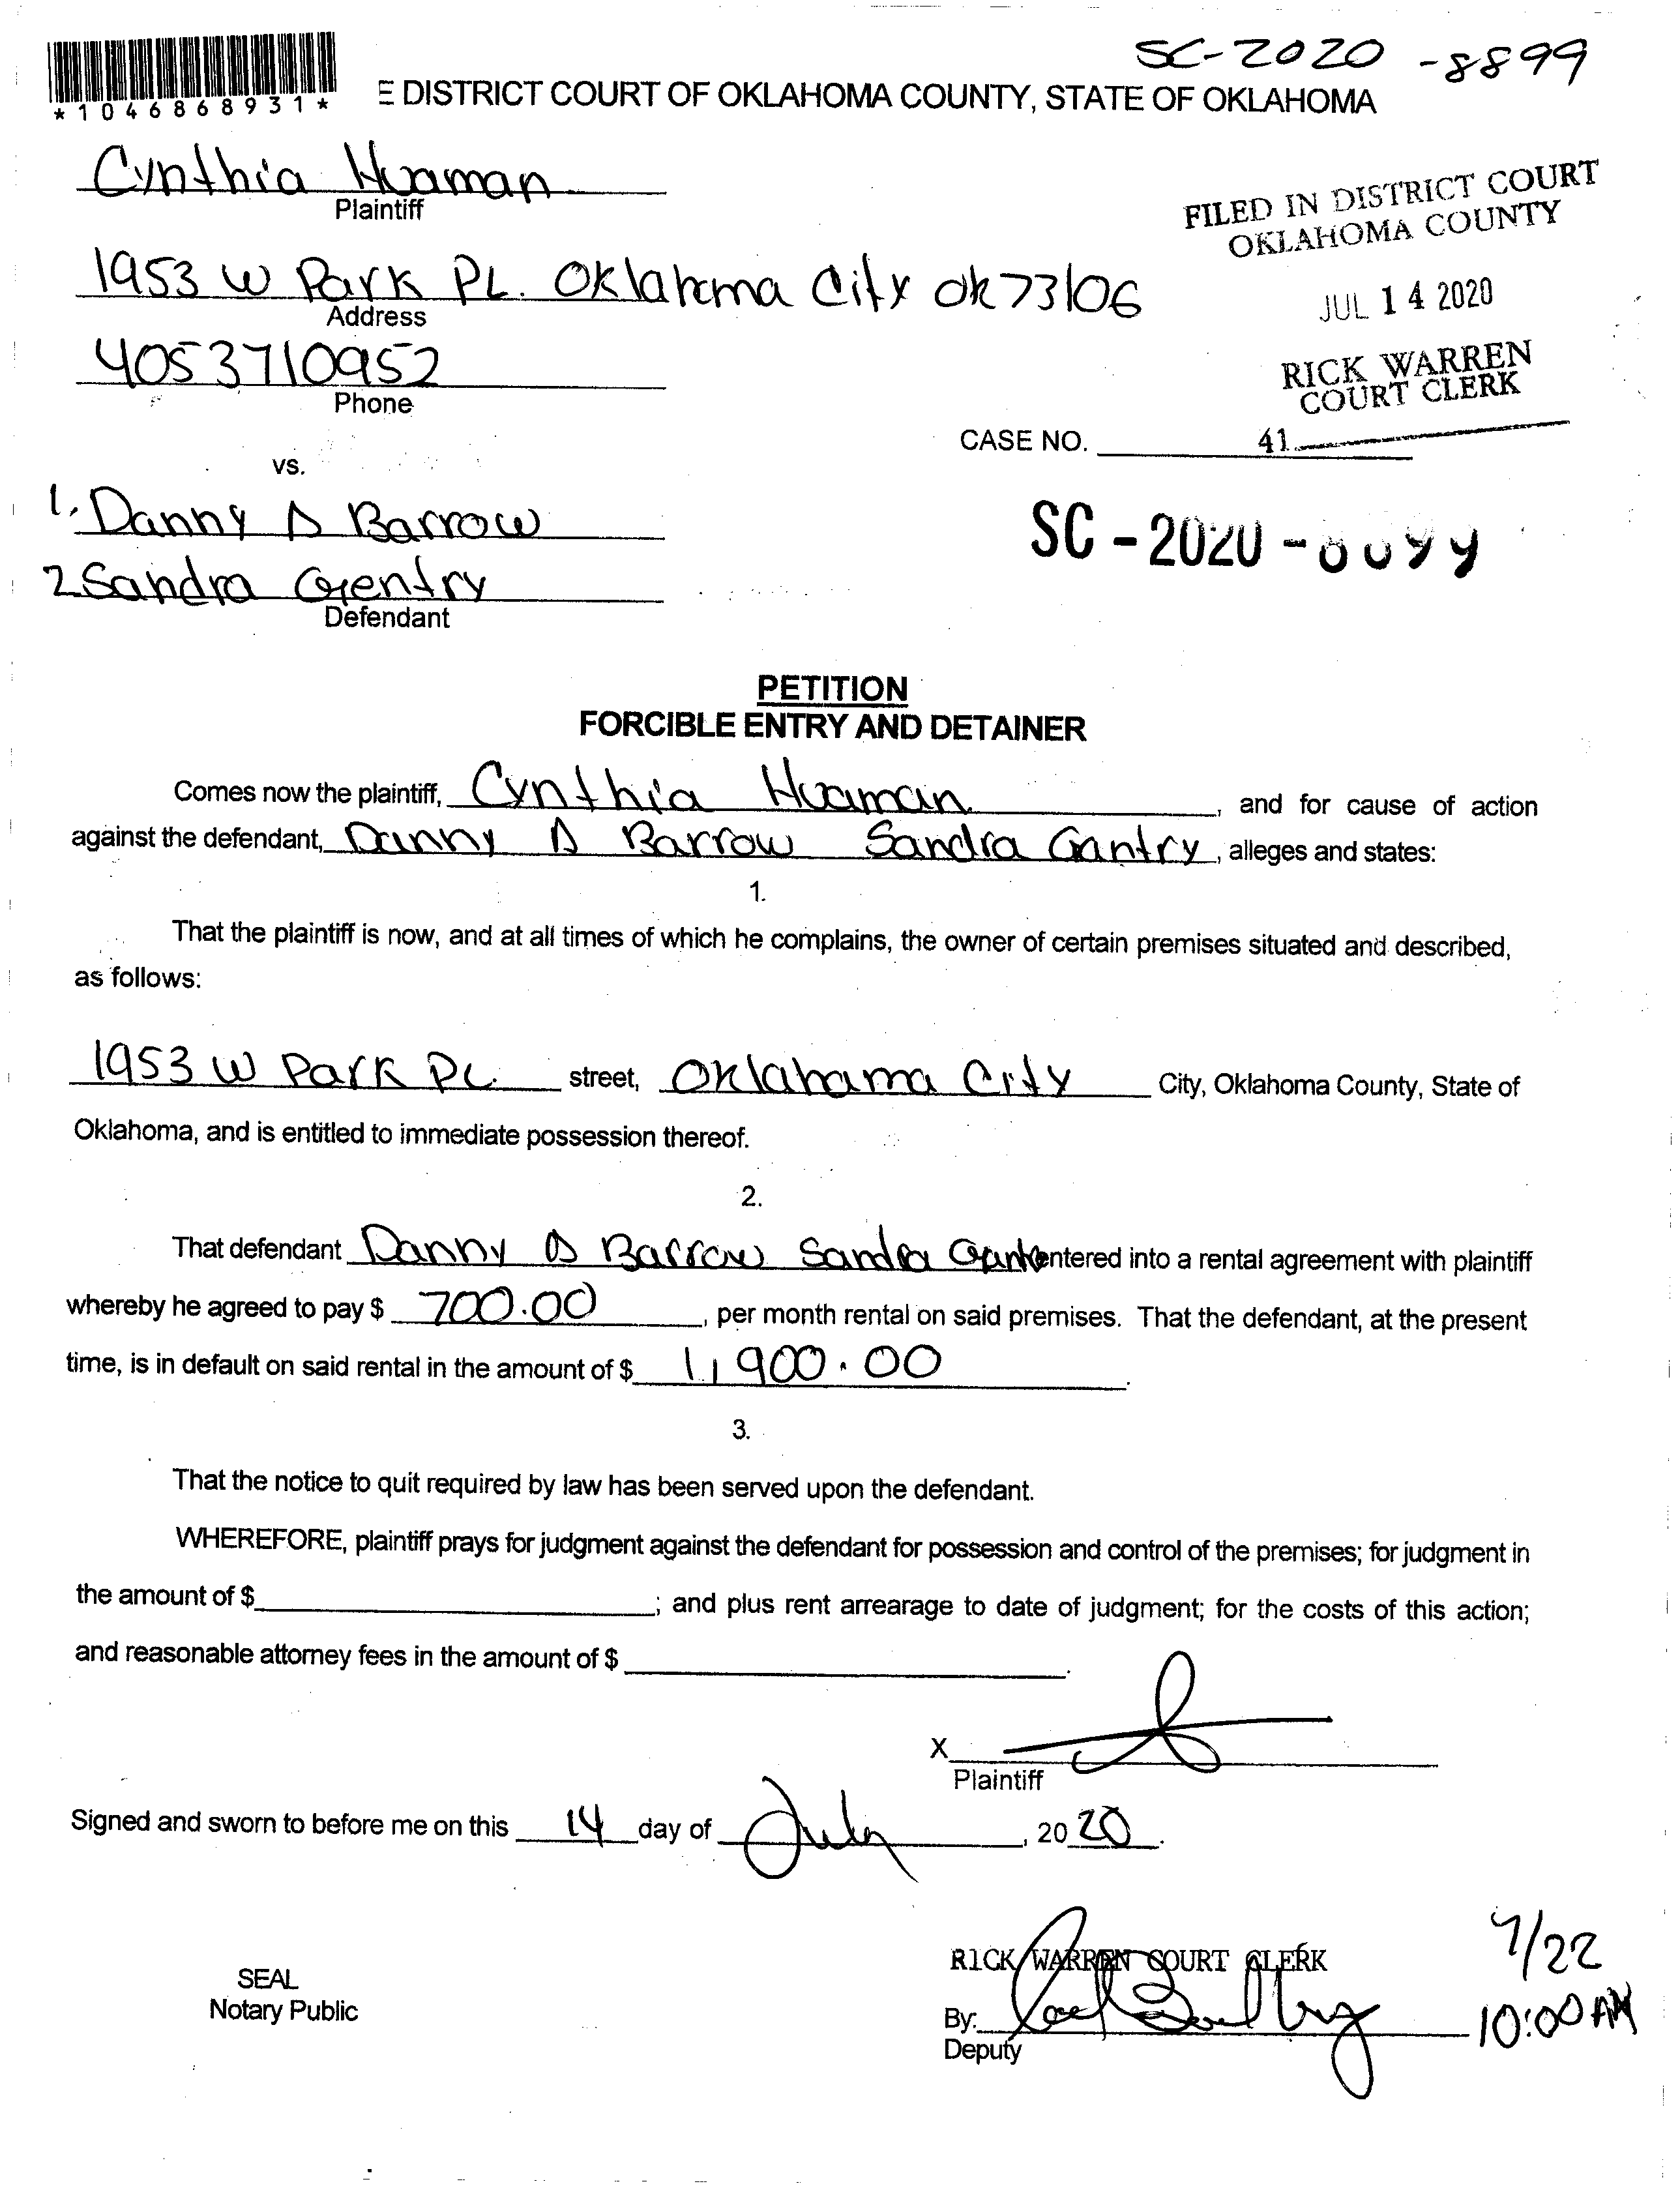 SC-2020-8899
*1046868931*
E DISTRICT COURT OF OKLAHOMA COUNTY, STATE OF OKLAHOMA
Cynthia Huaman
Plaintiff
FILED IN DISTRICT COURT
OKLAHOMA COUNTY
1953 W Park PL. Oklahoma City Ok 73106
Address
JUL 14 2020
4053710952
Phone
RICK WARREN
COURT CLERK
CASE NO.
41
vs.
1. Danny D Barrow
SC-2020-8899
2 Sandra Gentry
Defendant
PETITION
FORCIBLE ENTRY AND DETAINER
Comes now the plaintiff, Cynthia Huaman, and for cause of action
against the defendant, Danny D Barrow Sandra Gantry, alleges and states:
1.
That the plaintiff is now, and at all times of which he complains, the owner of certain premises situated and described,
as follows:
1953 W Park PL. street, Oklahama City City, Oklahoma County, State of
Oklahoma, and is entitled to immediate possession thereof.
2.
That defendant Danny D Barrow Sandra entered into a rental agreement with plaintiff
whereby he agreed to pay $ 700.00, per month rental on said premises. That the defendant, at the present
time, is in default on said rental in the amount of $ 1,900.00.
3.
That the notice to quit required by law has been served upon the defendant.
WHEREFORE, plaintiff prays for judgment against the defendant for possession and control of the premises; for judgment in
the amount of $ ; and plus rent arrearage to date of judgment; for the costs of this action;
and reasonable attorney fees in the amount of $ .
X
Plaintiff
Signed and sworn to before me on this 14 day of July, 2020.
RICK WARREN COURT CLERK
7/22
SEAL
Notary Public
By:
10:00 AM
Deputy